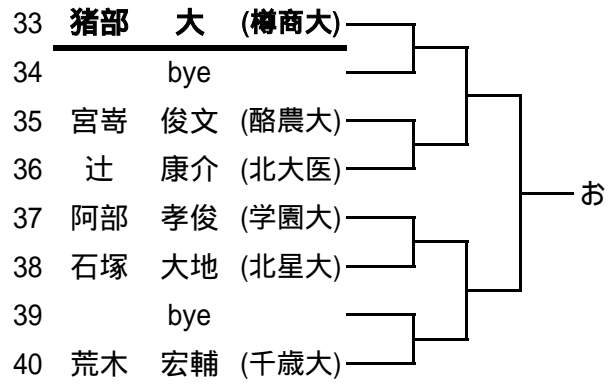 33 猪部 大 (樽商大)
34 bye
35 宮嵜 俊文 (酪農大)
36 辻 康介 (北大医)
お
37 阿部 孝俊 (学園大)
38 石塚 大地 (北星大)
39 bye
40 荒木 宏輔 (千歳大)